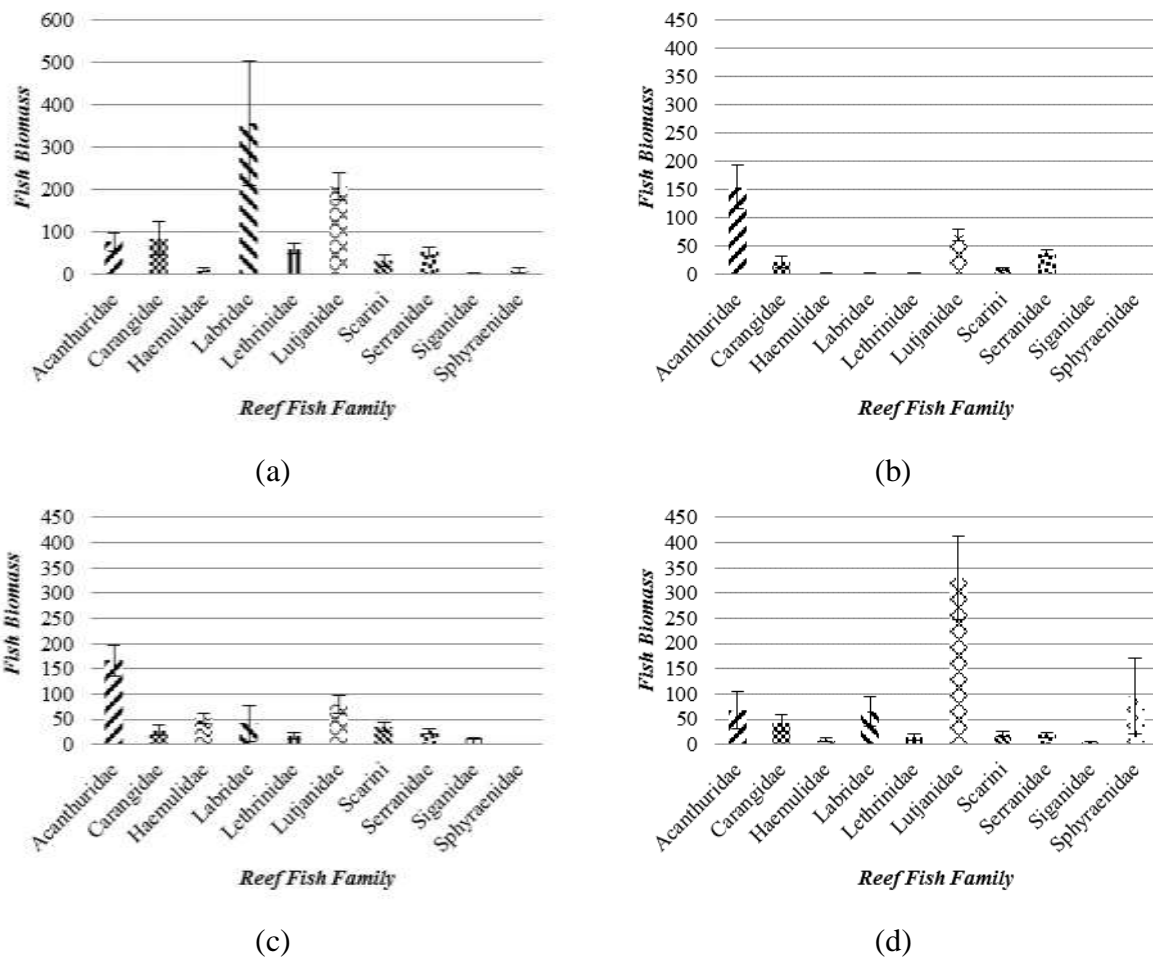 600
500
400
300
200
100
0
Fish Biomass
Acanthuridae
Carangidae
Haemulidae
Labridae
Lethrinidae
Lutjanidae
Scarini
Serranidae
Siganidae
Sphyraenidae
Reef Fish Family
(a)
450
400
350
300
250
200
150
100
50
0
Fish Biomass
Acanthuridae
Carangidae
Haemulidae
Labridae
Lethrinidae
Lutjanidae
Scarini
Serranidae
Siganidae
Sphyraenidae
Reef Fish Family
(b)
450
400
350
300
250
200
150
100
50
0
Fish Biomass
Acanthuridae
Carangidae
Haemulidae
Labridae
Lethrinidae
Lutjanidae
Scarini
Serranidae
Siganidae
Sphyraenidae
Reef Fish Family
(c)
450
400
350
300
250
200
150
100
50
0
Fish Biomass
Acanthuridae
Carangidae
Haemulidae
Labridae
Lethrinidae
Lutjanidae
Scarini
Serranidae
Siganidae
Sphyraenidae
Reef Fish Family
(d)